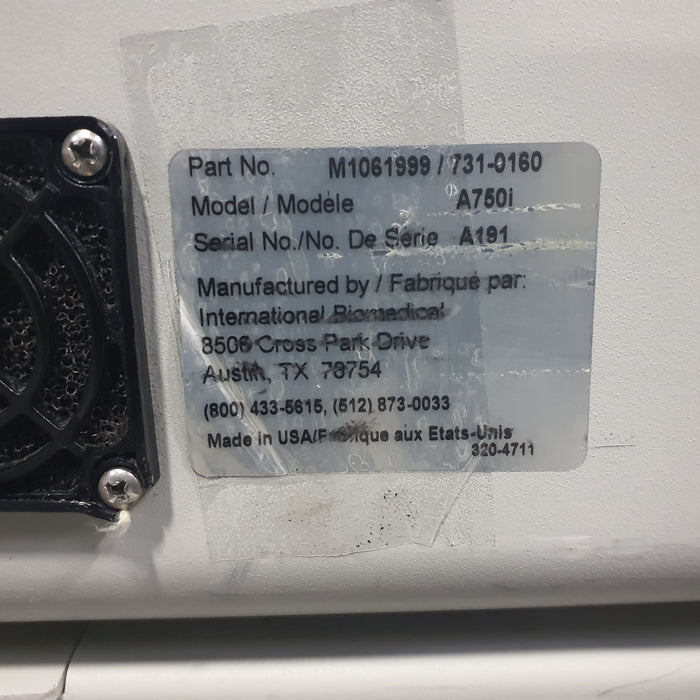 Part No. M1061999 / 731-0160
Model / Modèle A750i
Serial No./No. De Serie A191
Manufactured by / Fabriqué par:
International Biomedical
8506 Cross Park Drive
Austin, TX 78754
(800) 433-5615, (512) 873-0033
Made in USA/Fabrique aux Etats-Unis
320-4711